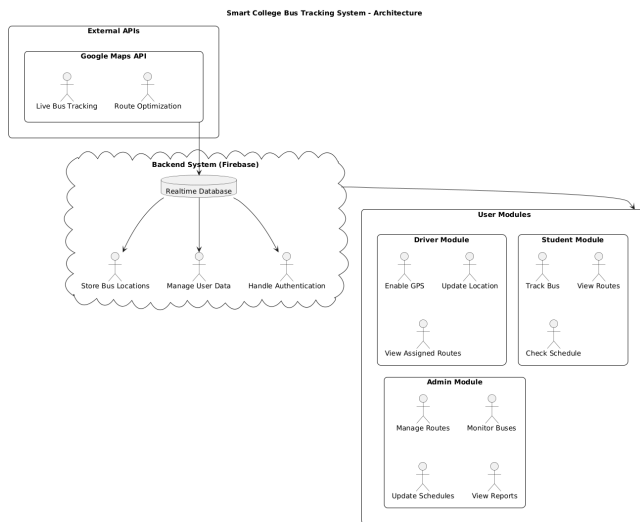 Smart College Bus Tracking System - Architecture
External APIs
Google Maps API
Live Bus Tracking
Route Optimization
Backend System (Firebase)
Realtime Database
Store Bus Locations
Manage User Data
Handle Authentication
User Modules
Driver Module
Enable GPS
Update Location
View Assigned Routes
Student Module
Track Bus
View Routes
Check Schedule
Admin Module
Manage Routes
Monitor Buses
Update Schedules
View Reports